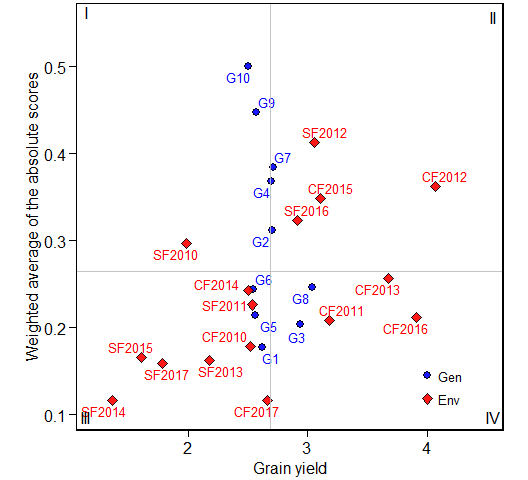 I
II
0.5
0.4
0.3
0.2
0.1
Weighted average of the absolute scores
G10
G9
SF2012
G7
CF2012
G4
CF2015
SF2016
G2
SF2010
G6
CF2014
CF2013
G8
SF2011
CF2011
G5
CF2016
CF2010
G3
SF2015
G1
SF2017
SF2013
Gen
Env
SF2014
CF2017
III
IV
2
3
4
Grain yield